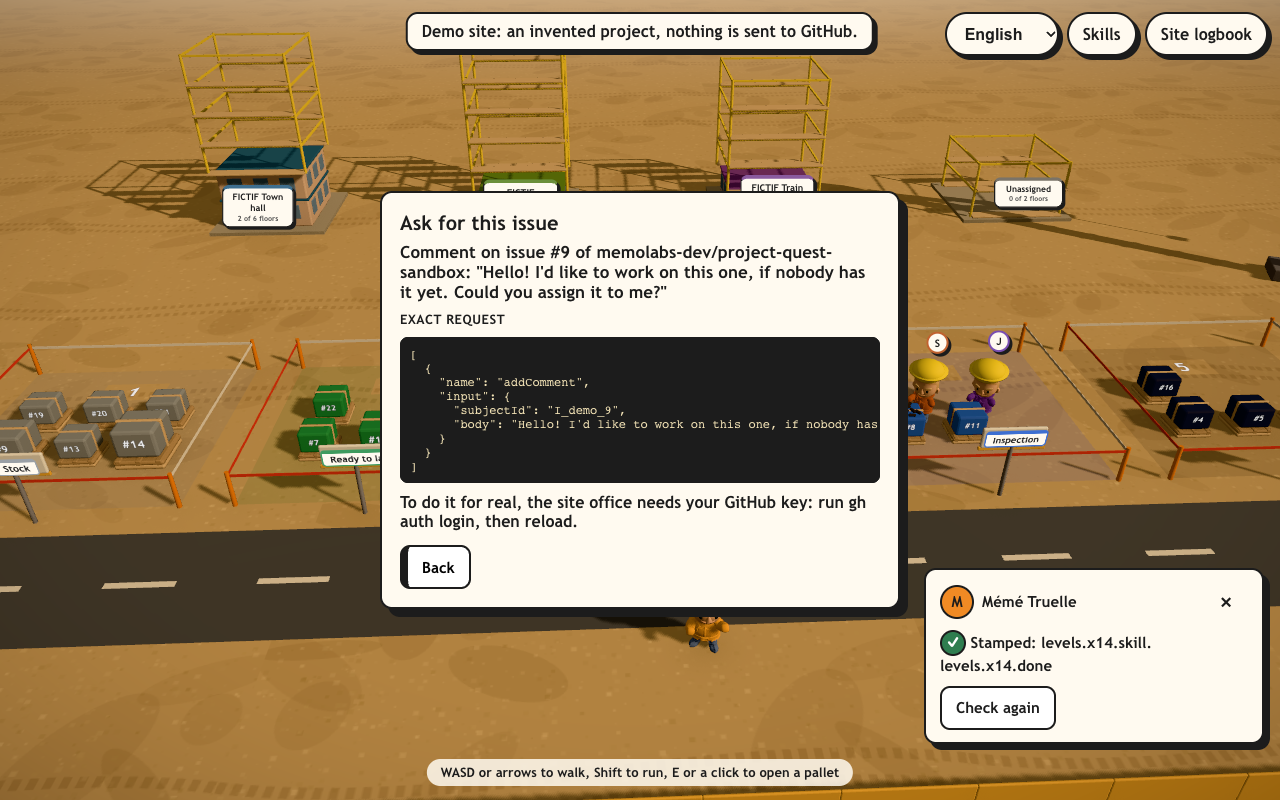 Demo site: an invented project, nothing is sent to GitHub.
English
Skills
Site logbook
FICTIF Town
hall
2 of 6 floors
FICTIF Train
Unassigned
0 of 2 floors
Ask for this issue
Comment on issue #9 of memolabs-dev/project-quest-
sandbox: "Hello! I'd like to work on this one, if nobody has
it yet. Could you assign it to me?"
EXACT REQUEST
[
{
"name": "addComment",
"input": {
"subjectId": "I_demo_9",
"body": "Hello! I'd like to work on this one, if nobody has
}
}
]
To do it for real, the site office needs your GitHub key: run gh
auth login, then reload.
Back
S
J
1
5
#19
#20
#13
#14
Stock
#22
#7
Ready to
#11
Inspection
#16
#4
#5
M
Mémé Truelle
×
Stamped: levels.x14.skill.
levels.x14.done
Check again
WASD or arrows to walk, Shift to run, E or a click to open a pallet